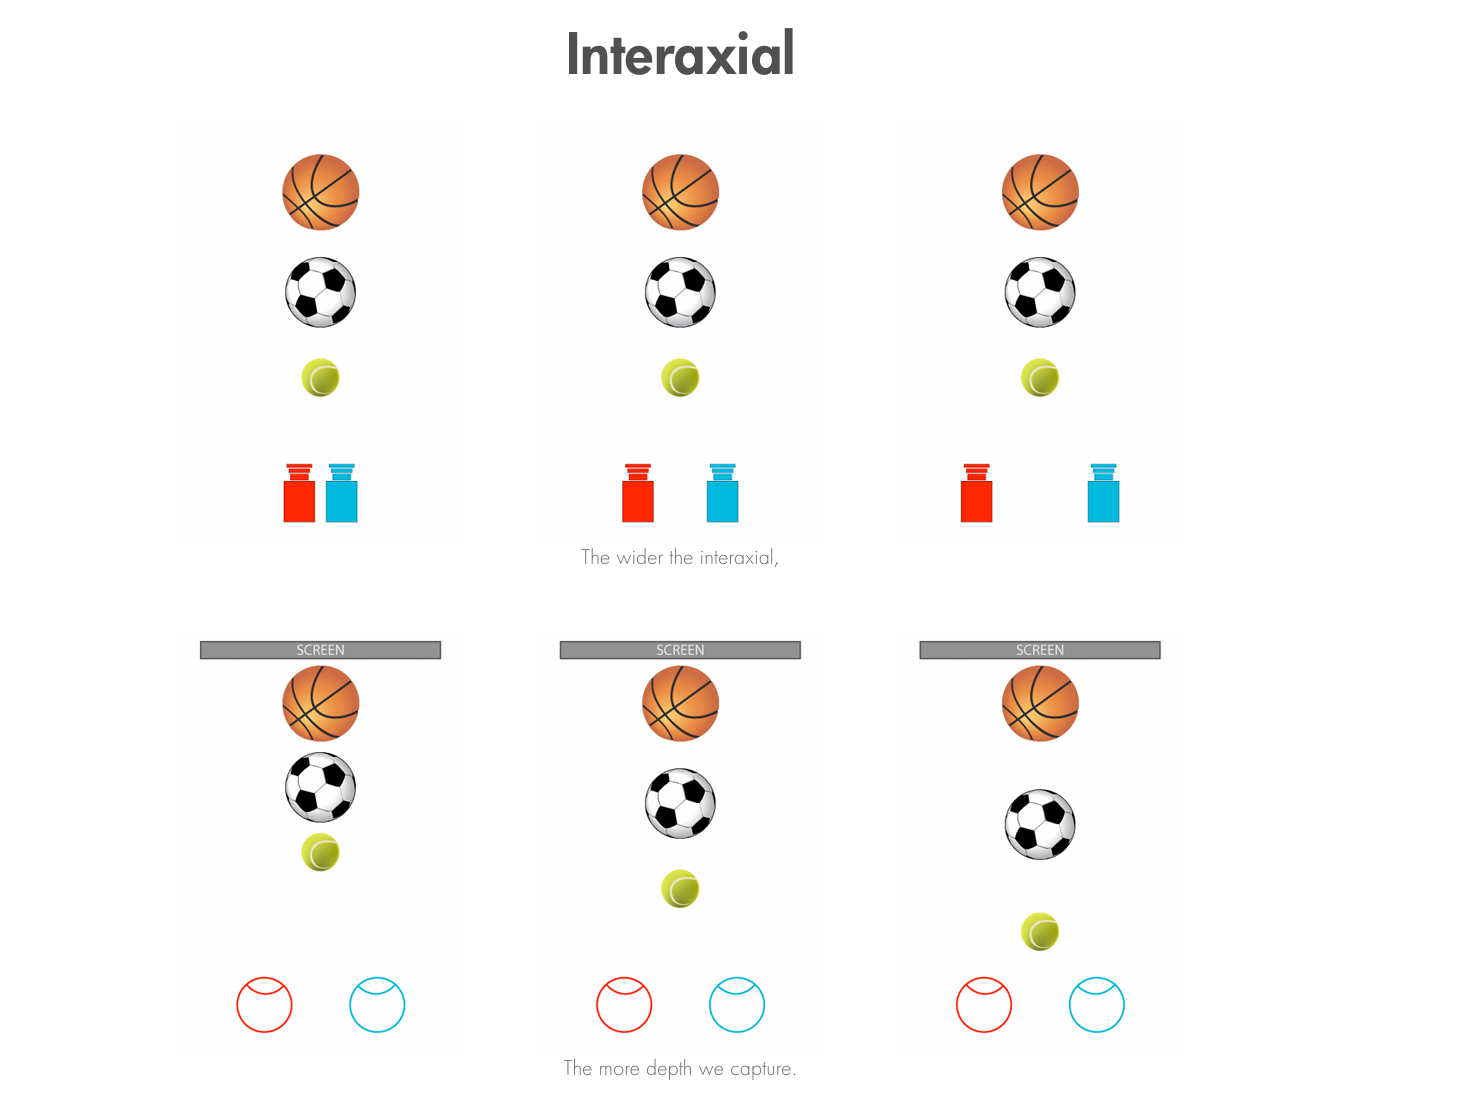 Interaxial
The wider the interaxial,
SCREEN
SCREEN
SCREEN
The more depth we capture.